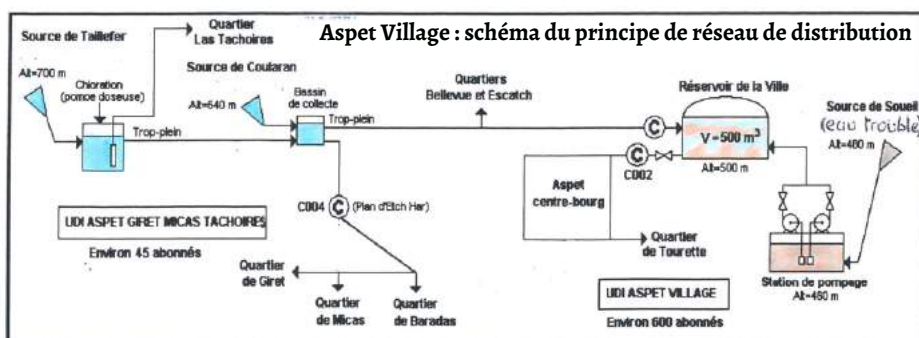 Aspet Village : schéma du principe de réseau de distribution
Source de Taillefer
Alt=700 m
Chloration
(pompe doseuse)
Quartier
Las Tachoires
Trop-plein
Source de Coutaran
Alt=640 m
Bassin
de collecte
Trop-plein
Quartiers
Bellevue et Escatch
C
Réservoir de la Ville
V=500 m³
Alt=500 m
Source de Soueil
(eau trouble)
Alt=460 m
C
C002
Aspet
centre-bourg
Quartier
de Tourette
Station de pompage
Alt=460 m
C004
C
(Plan d'Etch Her)
UDI ASPET GIRET MICAS TACHOIRES
Environ 45 abonnés
Quartier
de Giret
Quartier
de Micas
Quartier
de Baradas
UDI ASPET VILLAGE
Environ 600 abonnés